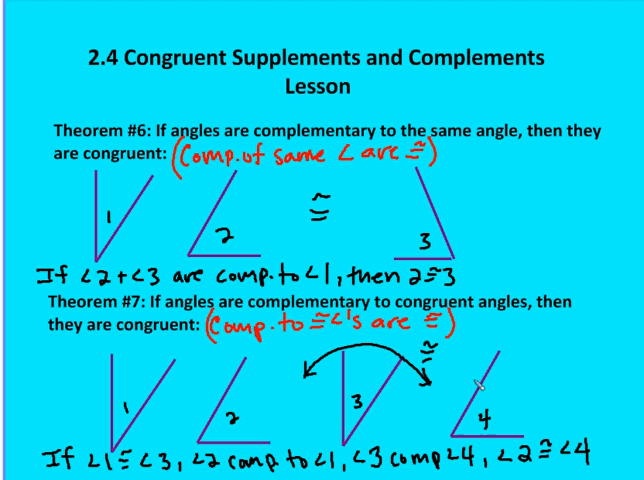 2.4 Congruent Supplements and Complements
Lesson
Theorem #6: If angles are complementary to the same angle, then they
are congruent: (Comp. of same ∠ are ≅)
1
2
≅
3
If ∠2 + ∠3 are comp. to ∠1, then 2≅3
Theorem #7: If angles are complementary to congruent angles, then
they are congruent: (Comp. to ≅ ∠'s are ≅)
≅
1
2
3
4
If ∠1 ≅ ∠3, ∠2 comp. to ∠1, ∠3 comp ∠4, ∠2 ≅ ∠4